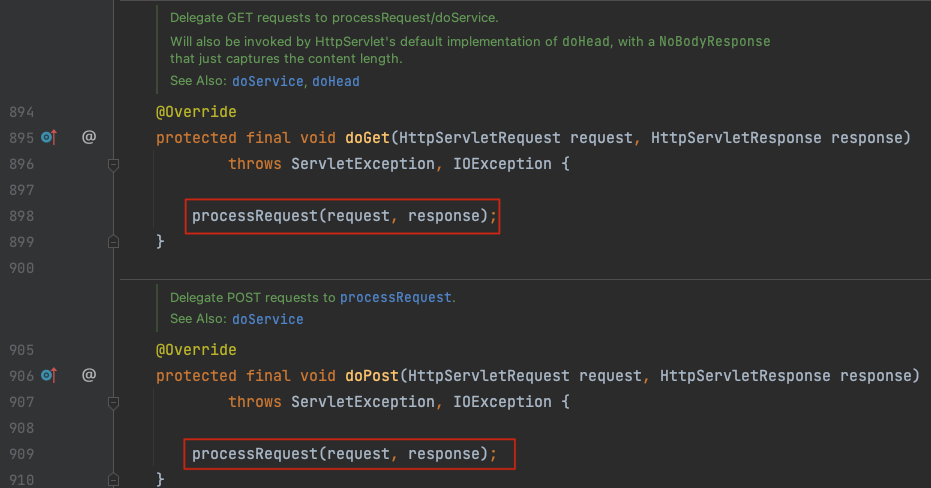 Delegate GET requests to processRequest/doService.
Will also be invoked by HttpServlet's default implementation of doHead, with a NoBodyResponse
that just captures the content length.
See Also: doService, doHead
894 @Override
895 @ protected final void doGet(HttpServletRequest request, HttpServletResponse response)
896 throws ServletException, IOException {
897
898 processRequest(request, response);
899 }
900
Delegate POST requests to processRequest.
See Also: doService
905 @Override
906 @ protected final void doPost(HttpServletRequest request, HttpServletResponse response)
907 throws ServletException, IOException {
908
909 processRequest(request, response);
910 }